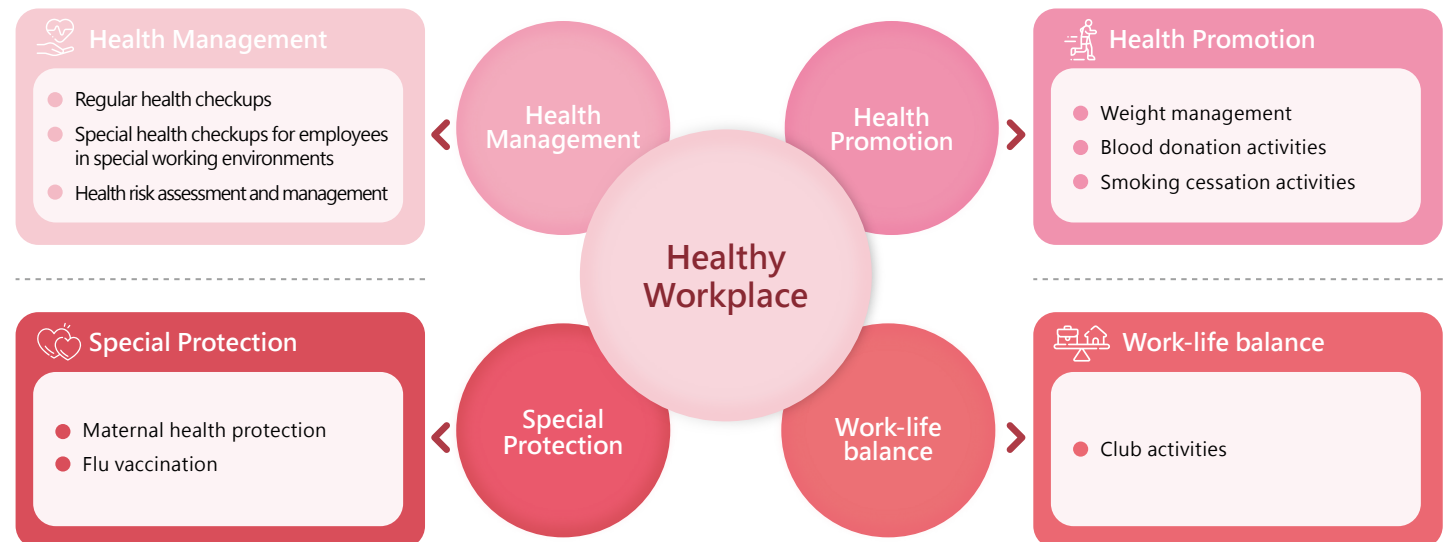 Health Management
Regular health checkups
Special health checkups for employees
in special working environments
Health risk assessment and management
Health
Management
Health
Promotion
Health Promotion
Weight management
Blood donation activities
Smoking cessation activities
Healthy
Workplace
Special Protection
Maternal health protection
Flu vaccination
Special
Protection
Work-life
balance
Work-life balance
Club activities